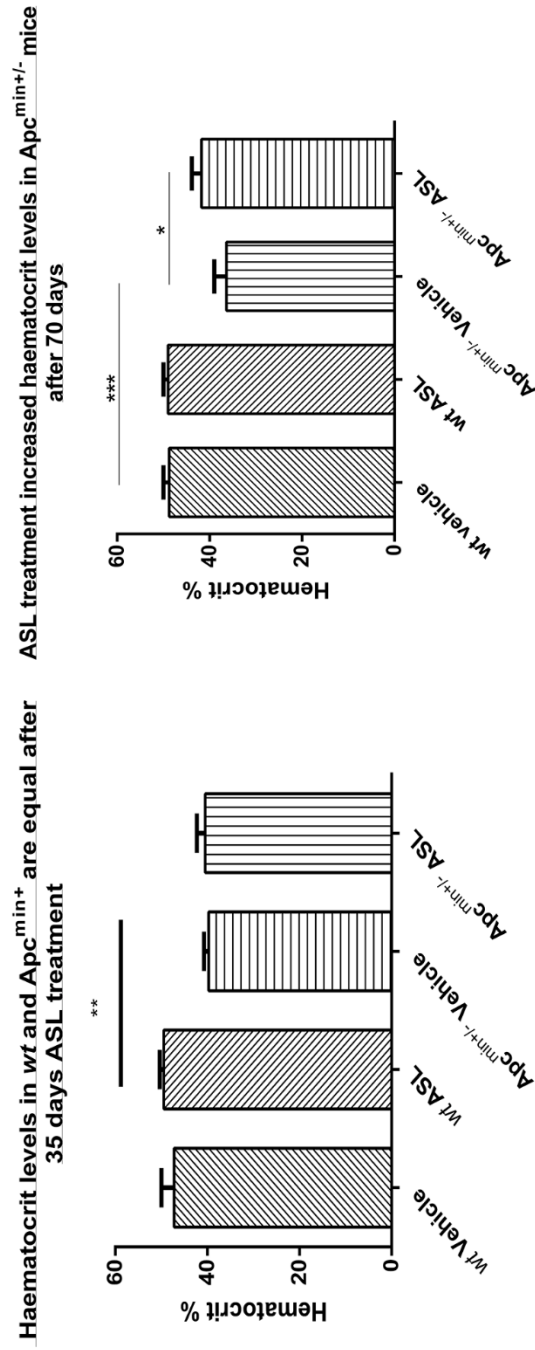 Haematocrit levels in wt and Apcmin+ are equal after
35 days ASL treatment
**
Hematocrit %
60
40
20
0
wt Vehicle
wt ASL
Apcmin+/- Vehicle
Apcmin+/- ASL
ASL treatment increased haematocrit levels in Apcmin+/- mice
after 70 days
***
*
Hematocrit %
60
40
20
0
wt vehicle
wt ASL
Apcmin+/- Vehicle
Apcmin+/- ASL